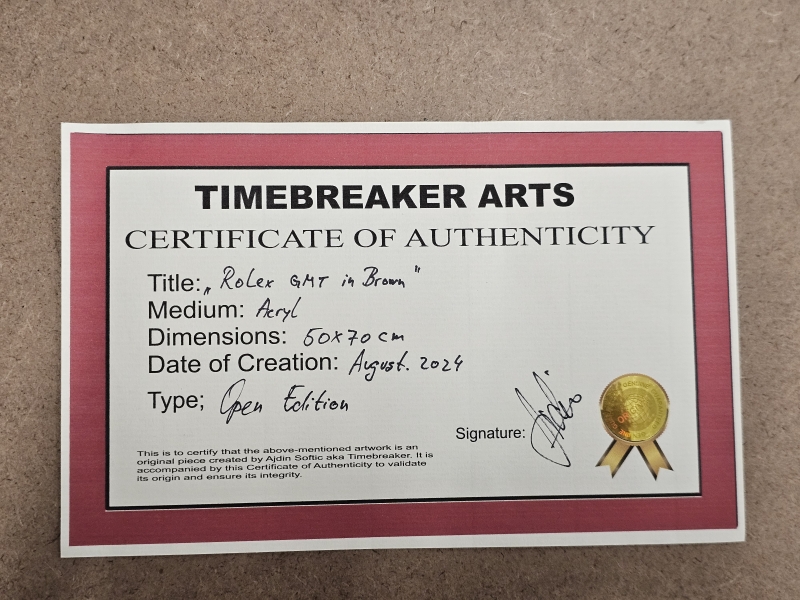 TIMEBREAKER ARTS
CERTIFICATE OF AUTHENTICITY
Title: „Rolex GMT in Brown"
Medium: Acryl
Dimensions: 50x70 cm
Date of Creation: August. 2024
Type; Open Edition
Signature:
This is to certify that the above-mentioned artwork is an
original piece created by Ajdin Softic aka Timebreaker. It is
accompanied by this Certificate of Authenticity to validate
its origin and ensure its integrity.